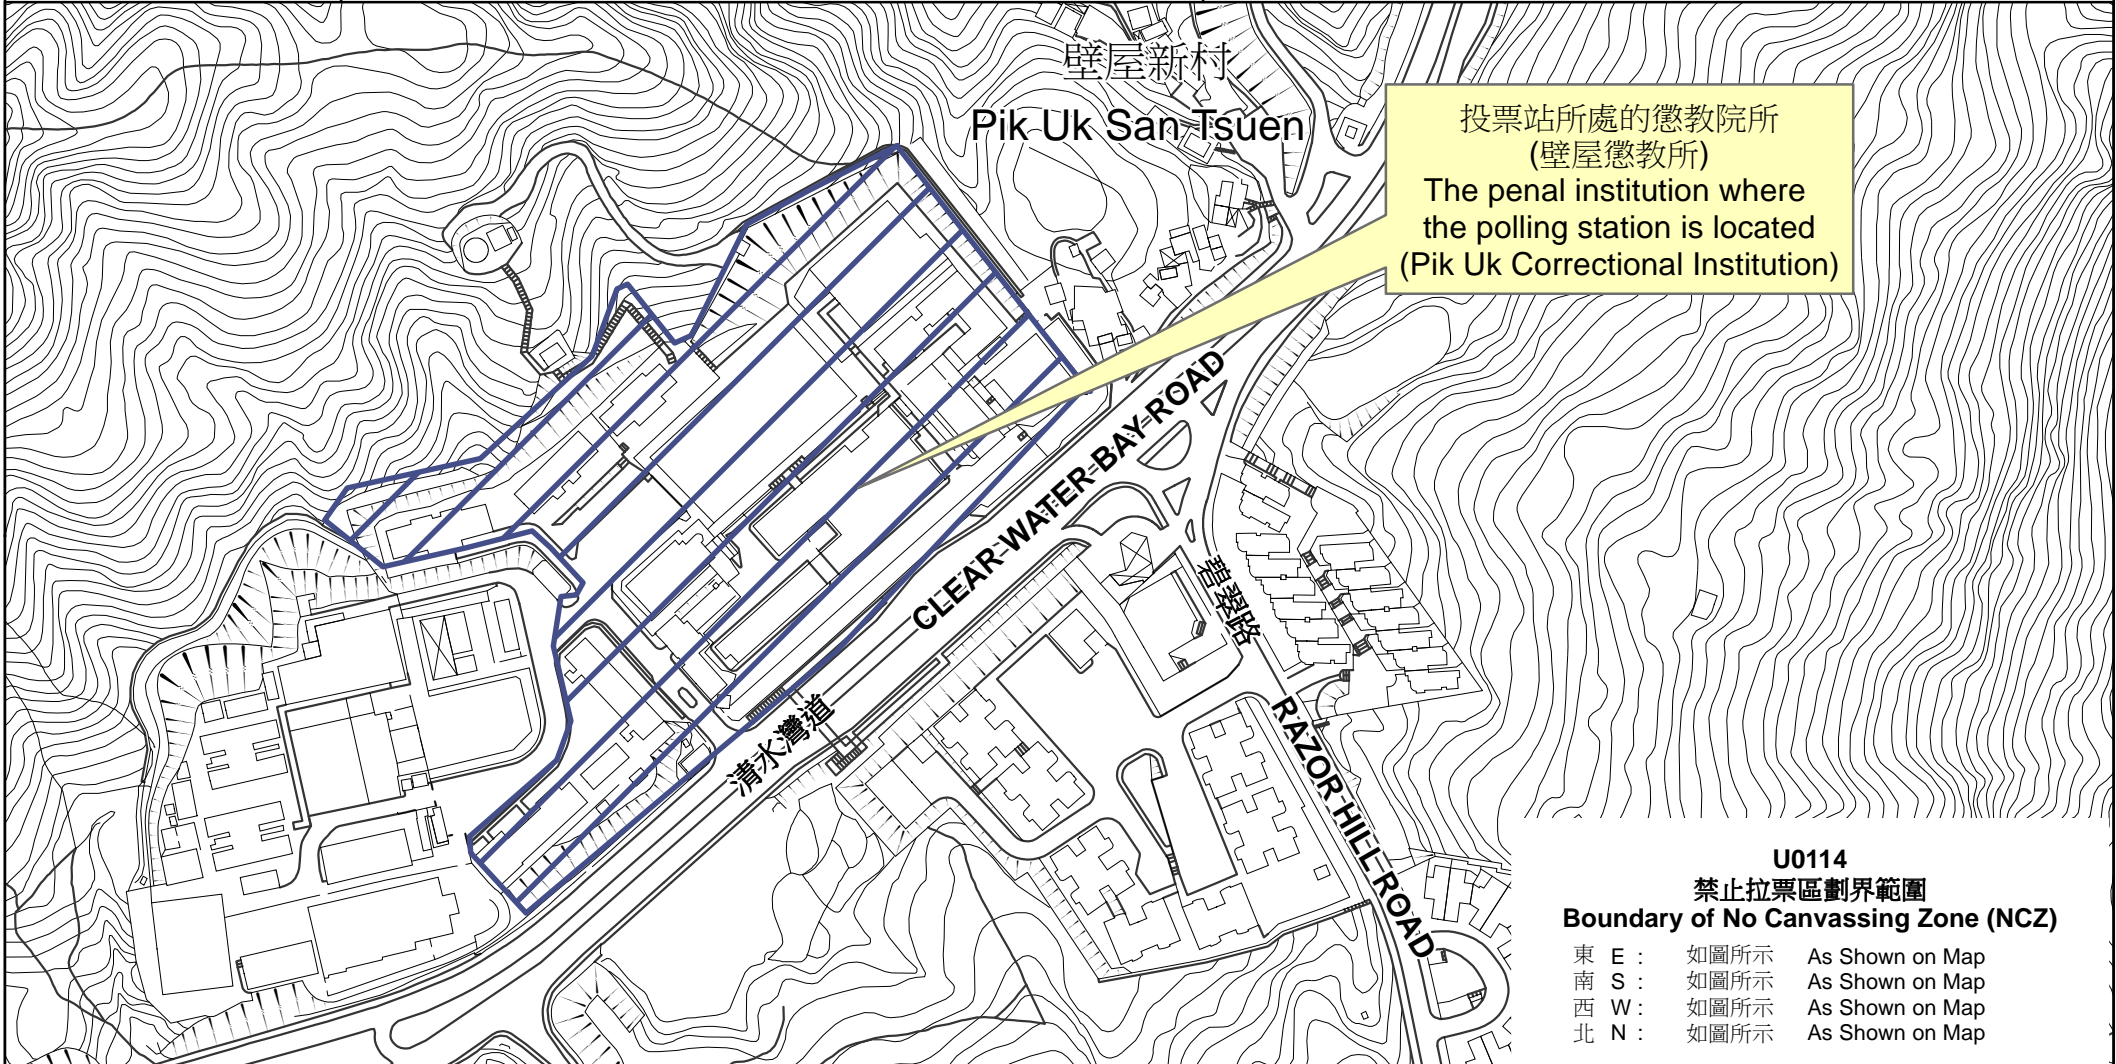 壁屋新村
Pik Uk San Tsuen
投票站所處的懲教院所
(壁屋懲教所)
The penal institution where
the polling station is located
(Pik Uk Correctional Institution)
CLEAR WATER BAY ROAD
清水灣道
碧翠路
RAZOR HILL ROAD
U0114
禁止拉票區劃界範圍
Boundary of No Canvassing Zone (NCZ)
東 E : 如圖所示 As Shown on Map
南 S : 如圖所示 As Shown on Map
西 W : 如圖所示 As Shown on Map
北 N : 如圖所示 As Shown on Map